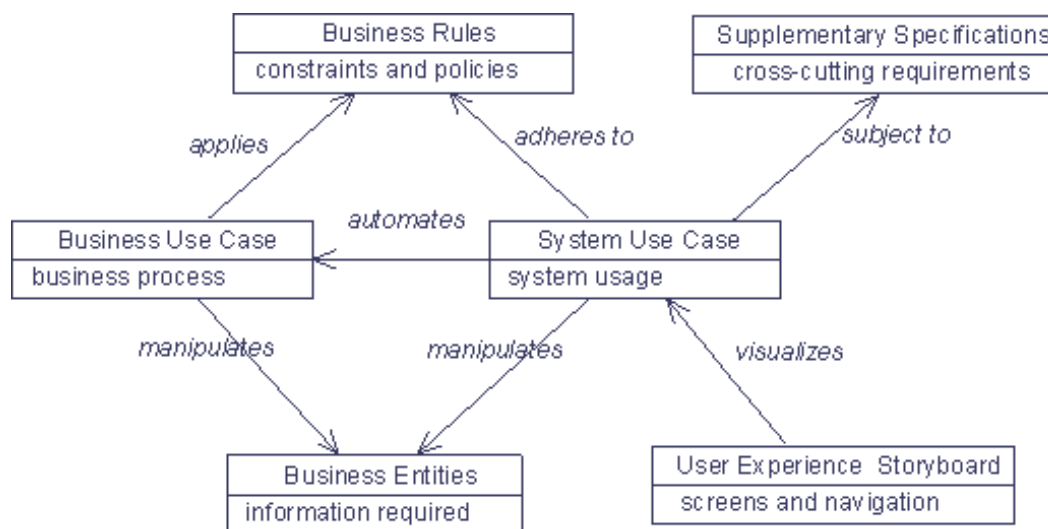 Business Rules
constraints and policies
Supplementary Specifications
cross-cutting requirements
applies
adheres to
subject to
automates
Business Use Case
business process
System Use Case
system usage
manipulates
manipulates
visualizes
Business Entities
information required
User Experience Storyboard
screens and navigation